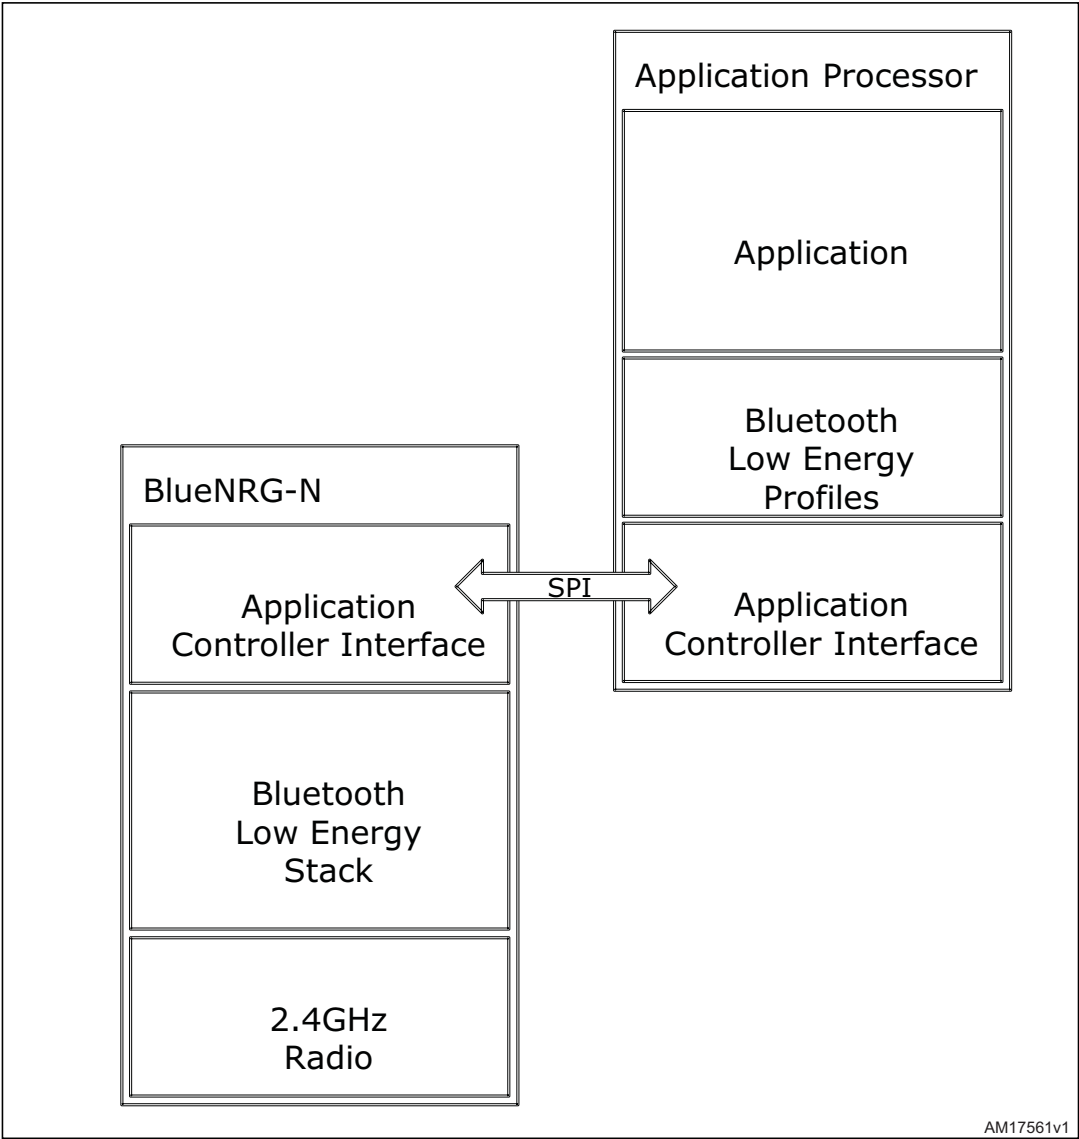 Application Processor
Application
Bluetooth
Low Energy
Profiles
Application
Controller Interface
SPI
BlueNRG-N
Application
Controller Interface
Bluetooth
Low Energy
Stack
2.4GHz
Radio
AM17561v1